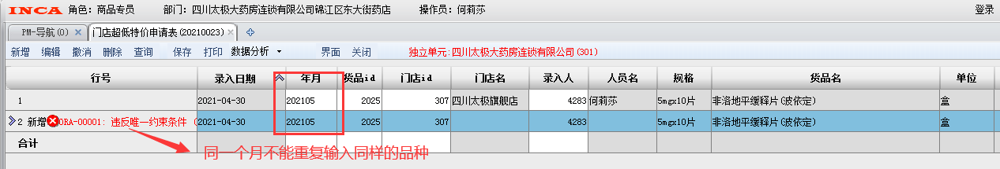 INCA 角色：商品专员 部门：四川太极大药房连锁有限公司锦江区东大街药店 操作员：何莉莎 登录
PM-导航(0) 门店超低特价申请表(20210023)
新增 编辑 撤消 删除 查询 保存 打印 数据分析 界面 关闭 独立单元:四川太极大药房连锁有限公司(301)
行号 录入日期 年月 货品id 门店id 门店名 录入人 人员名 规格 货品名 单位
1 2021-04-30 202105 2025 307 四川太极旗舰店 4283 何莉莎 5mgx10片 非洛地平缓释片(波依定) 盒
2 新增 ORA-00001: 违反唯一约束条件 ( 2021-04-30 202105 2025 307 4283 5mgx10片 非洛地平缓释片(波依定) 盒
合计
同一个月不能重复输入同样的品种